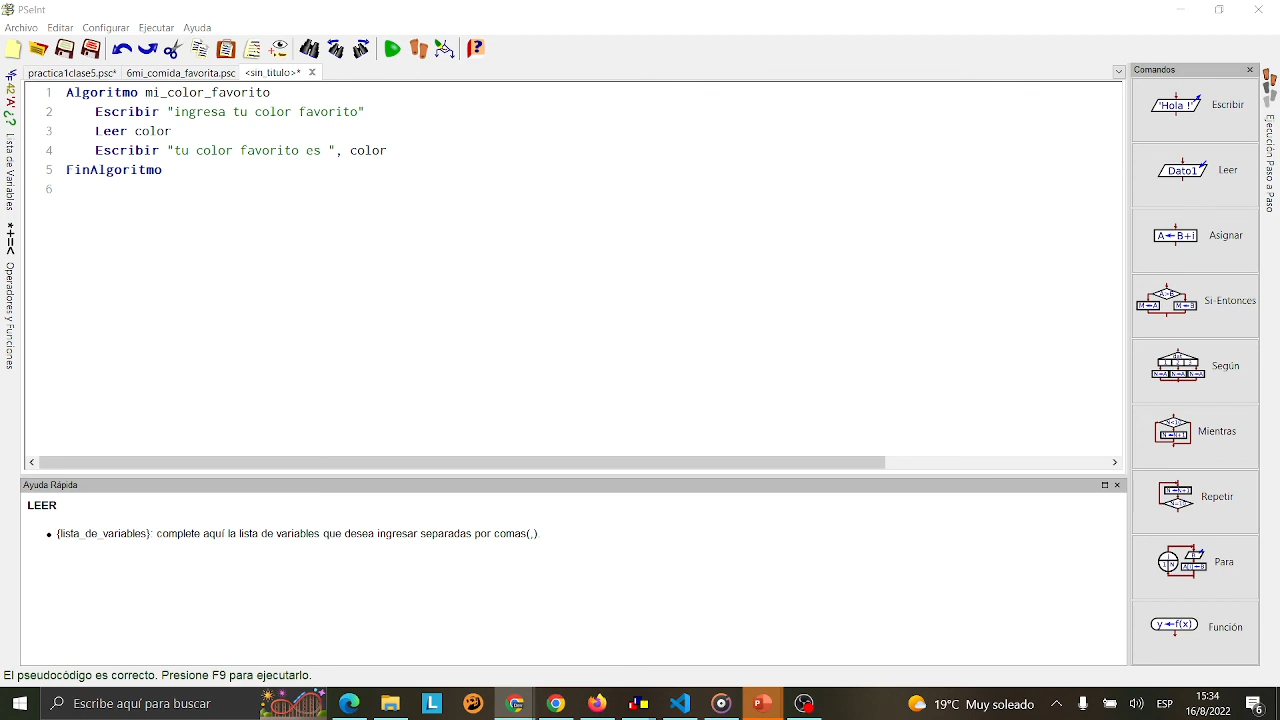 PSeInt
Archivo Editar Configurar Ejecutar Ayuda
practica1clase5.psc* 6mi_comida_favorita.psc <sin_titulo>*
1 Algoritmo mi_color_favorito
2 Escribir "ingresa tu color favorito"
3 Leer color
4 Escribir "tu color favorito es ", color
5 FinAlgoritmo
6
Lista de Variables
*+=< Operadores y Funciones
Comandos
'Hola !' Escribir
Dato1 Leer
A←B+i Asignar
A>B Si-Entonces
Según
Mientras
Repetir
Para
y←f(x) Función
Ejecución Paso a Paso
Ayuda Rápida
LEER
• {lista_de_variables}: complete aquí la lista de variables que desea ingresar separadas por comas(,).
El pseudocódigo es correcto. Presione F9 para ejecutarlo.
Escribe aquí para buscar
19°C Muy soleado
ESP
15:34
16/8/2022
6